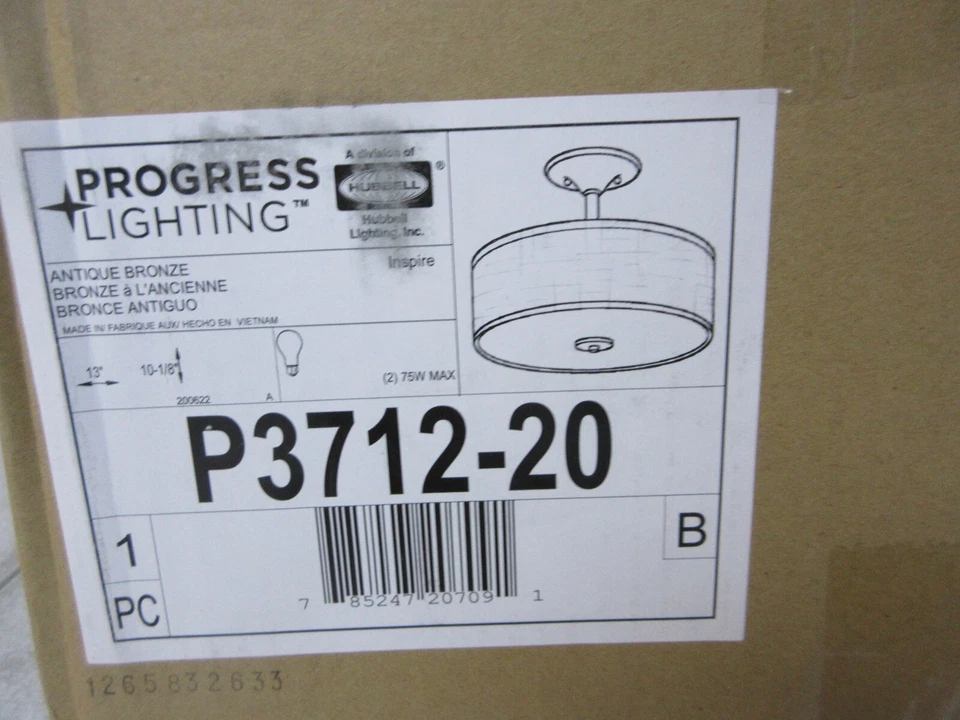 PROGRESS
LIGHTING™
A division of
HUBBELL ®
Hubbell
Lighting, Inc.
Inspire
ANTIQUE BRONZE
BRONZE à L'ANCIENNE
BRONCE ANTIGUO
MADE IN/ FABRIQUE AUX/ HECHO EN VIETNAM
13" 10-1/8"
(2) 75W MAX
200622 A
P3712-20
1
PC
B
7 85247 20709 1
1265832633